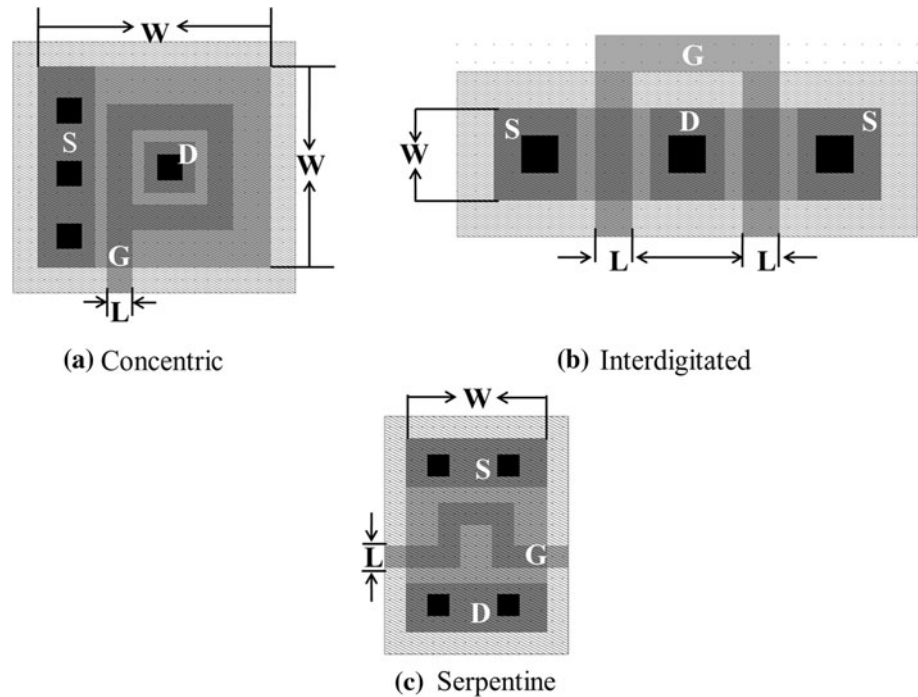 W
S
D
W
G
L
(a) Concentric
G
S
D
S
W
L
L
(b) Interdigitated
W
S
L
G
D
(c) Serpentine